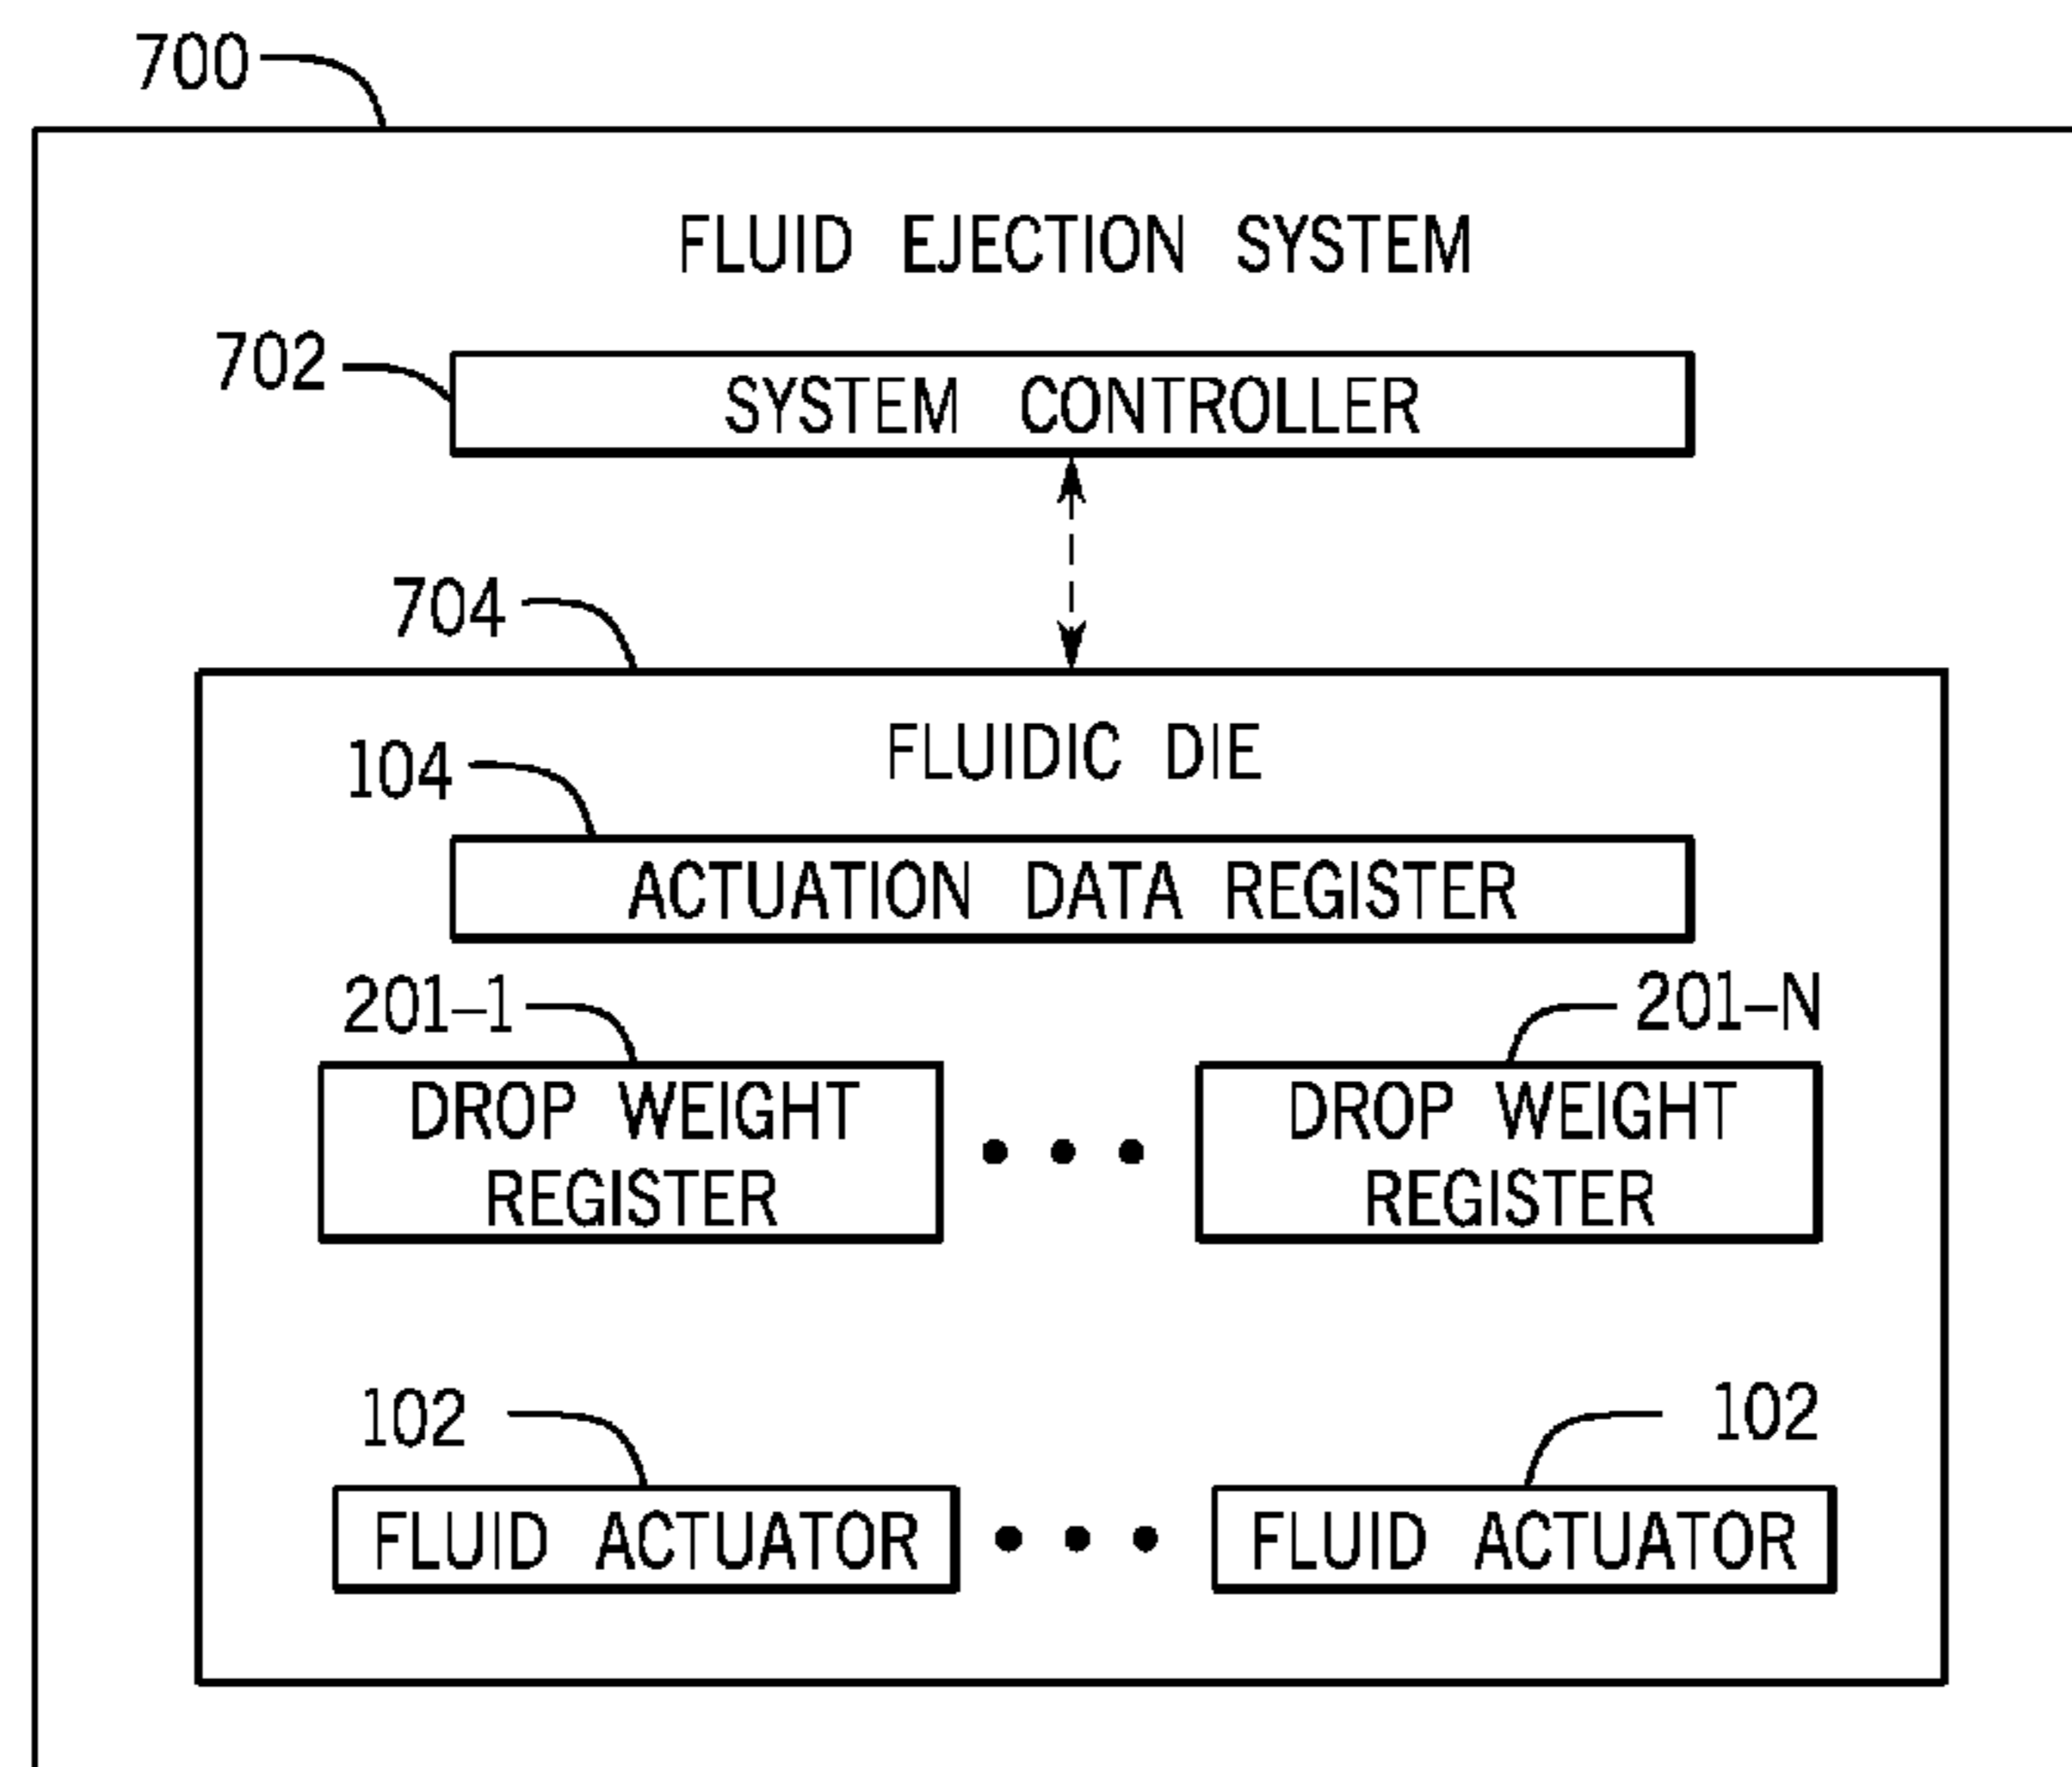 700
FLUID EJECTION SYSTEM
702
SYSTEM CONTROLLER
704
FLUIDIC DIE
104
ACTUATION DATA REGISTER
201-1
201-N
DROP WEIGHT
REGISTER
DROP WEIGHT
REGISTER
102
102
FLUID ACTUATOR
FLUID ACTUATOR